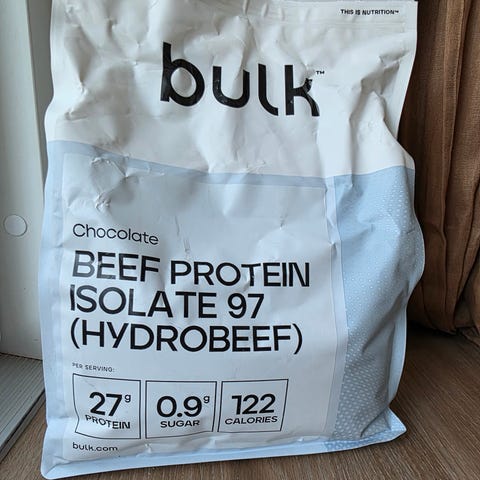 THIS IS NUTRITION™
bulk™
Chocolate
BEEF PROTEIN
ISOLATE 97
(HYDROBEEF)
PER SERVING:
27g
PROTEIN
0.9g
SUGAR
122
CALORIES
bulk.com